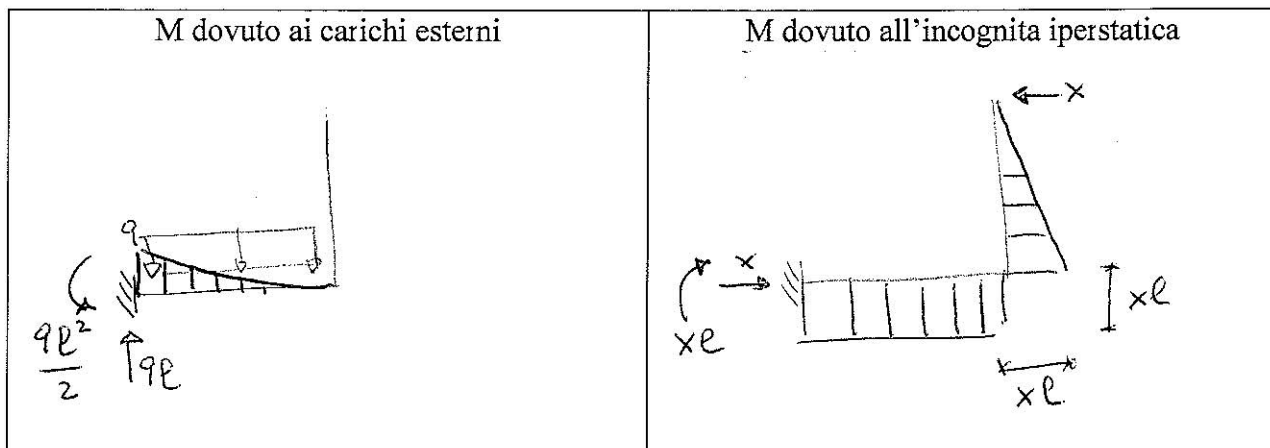 M dovuto ai carichi esterni
q
qℓ²
2
qℓ
M dovuto all'incognita iperstatica
x
x
xℓ
xℓ
xℓ